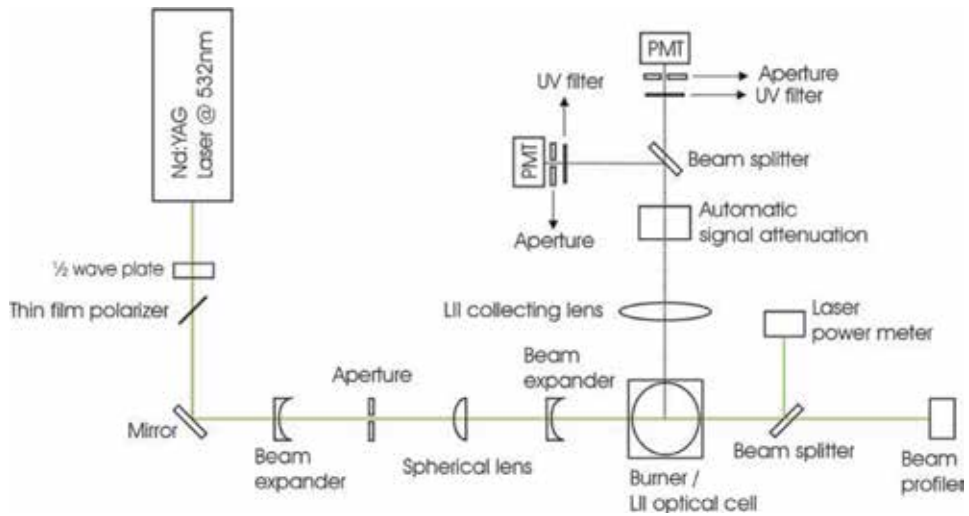 Nd:YAG
Laser @ 532nm
½ wave plate
Thin film polarizer
Mirror
Beam
expander
Aperture
Spherical lens
Beam
expander
Burner /
LII optical cell
LII collecting lens
Automatic
signal attenuation
Beam splitter
PMT
Aperture
UV filter
UV filter
PMT
Aperture
Laser
power meter
Beam splitter
Beam
profiler